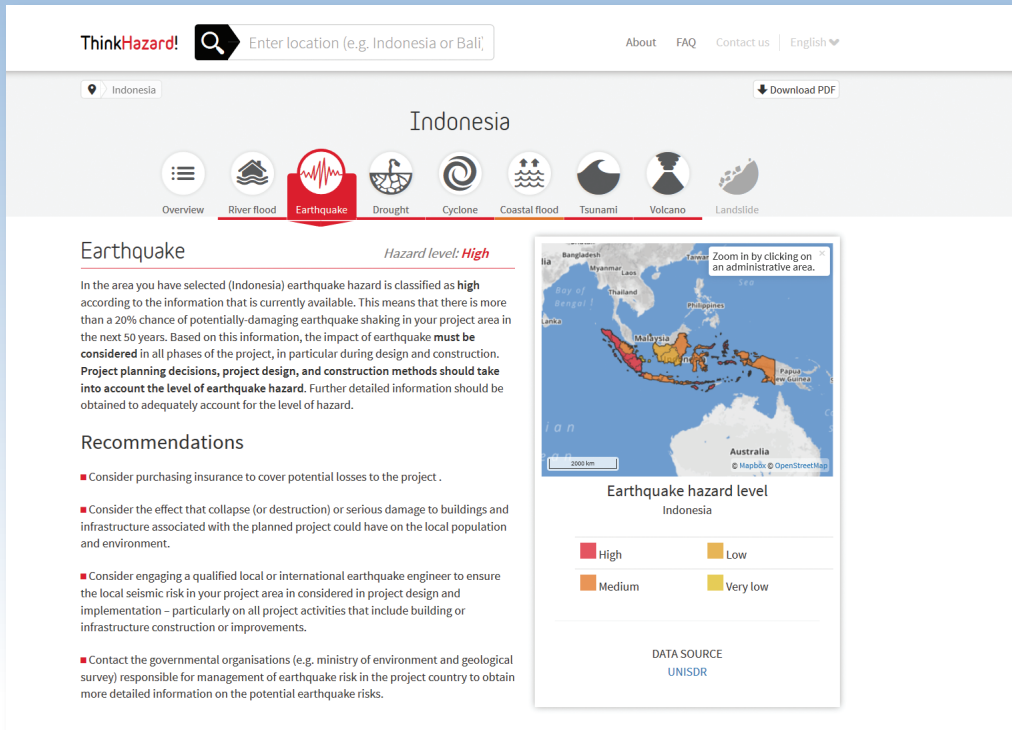 ThinkHazard!
Enter location (e.g. Indonesia or Bali)
About FAQ Contact us English
Indonesia
Download PDF
Indonesia
Overview River flood Earthquake Drought Cyclone Coastal flood Tsunami Volcano Landslide
Earthquake
Hazard level: High
In the area you have selected (Indonesia) earthquake hazard is classified as high
according to the information that is currently available. This means that there is more
than a 20% chance of potentially-damaging earthquake shaking in your project area in
the next 50 years. Based on this information, the impact of earthquake must be
considered in all phases of the project, in particular during design and construction.
Project planning decisions, project design, and construction methods should take
into account the level of earthquake hazard. Further detailed information should be
obtained to adequately account for the level of hazard.
Recommendations
Consider purchasing insurance to cover potential losses to the project .
Consider the effect that collapse (or destruction) or serious damage to buildings and
infrastructure associated with the planned project could have on the local population
and environment.
Consider engaging a qualified local or international earthquake engineer to ensure
the local seismic risk in your project area in considered in project design and
implementation – particularly on all project activities that include building or
infrastructure construction or improvements.
Contact the governmental organisations (e.g. ministry of environment and geological
survey) responsible for management of earthquake risk in the project country to obtain
more detailed information on the potential earthquake risks.
Zoom in by clicking on
an administrative area.
×
Bangladesh
Taiwan
Myanmar
Laos
Bay of
Bengal
Thailand
Sea
Philippines
Lanka
Malaysia
Papua
New Guinea
Australia
2000 km
© Mapbox © OpenStreetMap
Earthquake hazard level
Indonesia
High Low
Medium Very low
DATA SOURCE
UNISDR